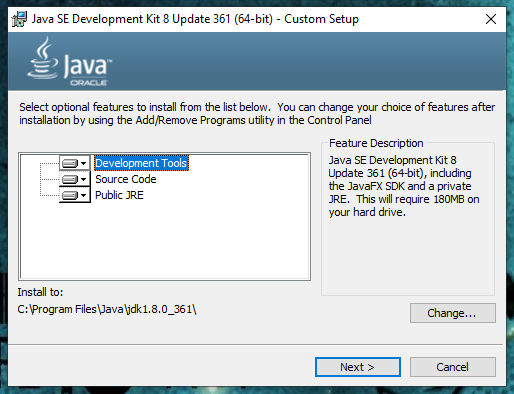 Java SE Development Kit 8 Update 361 (64-bit) - Custom Setup
Java
ORACLE
Select optional features to install from the list below. You can change your choice of features after
installation by using the Add/Remove Programs utility in the Control Panel
Development Tools
Source Code
Public JRE
Feature Description
Java SE Development Kit 8
Update 361 (64-bit), including
the JavaFX SDK and a private
JRE. This will require 180MB on
your hard drive.
Install to:
C:\Program Files\Java\jdk1.8.0_361\
Change...
Next >
Cancel